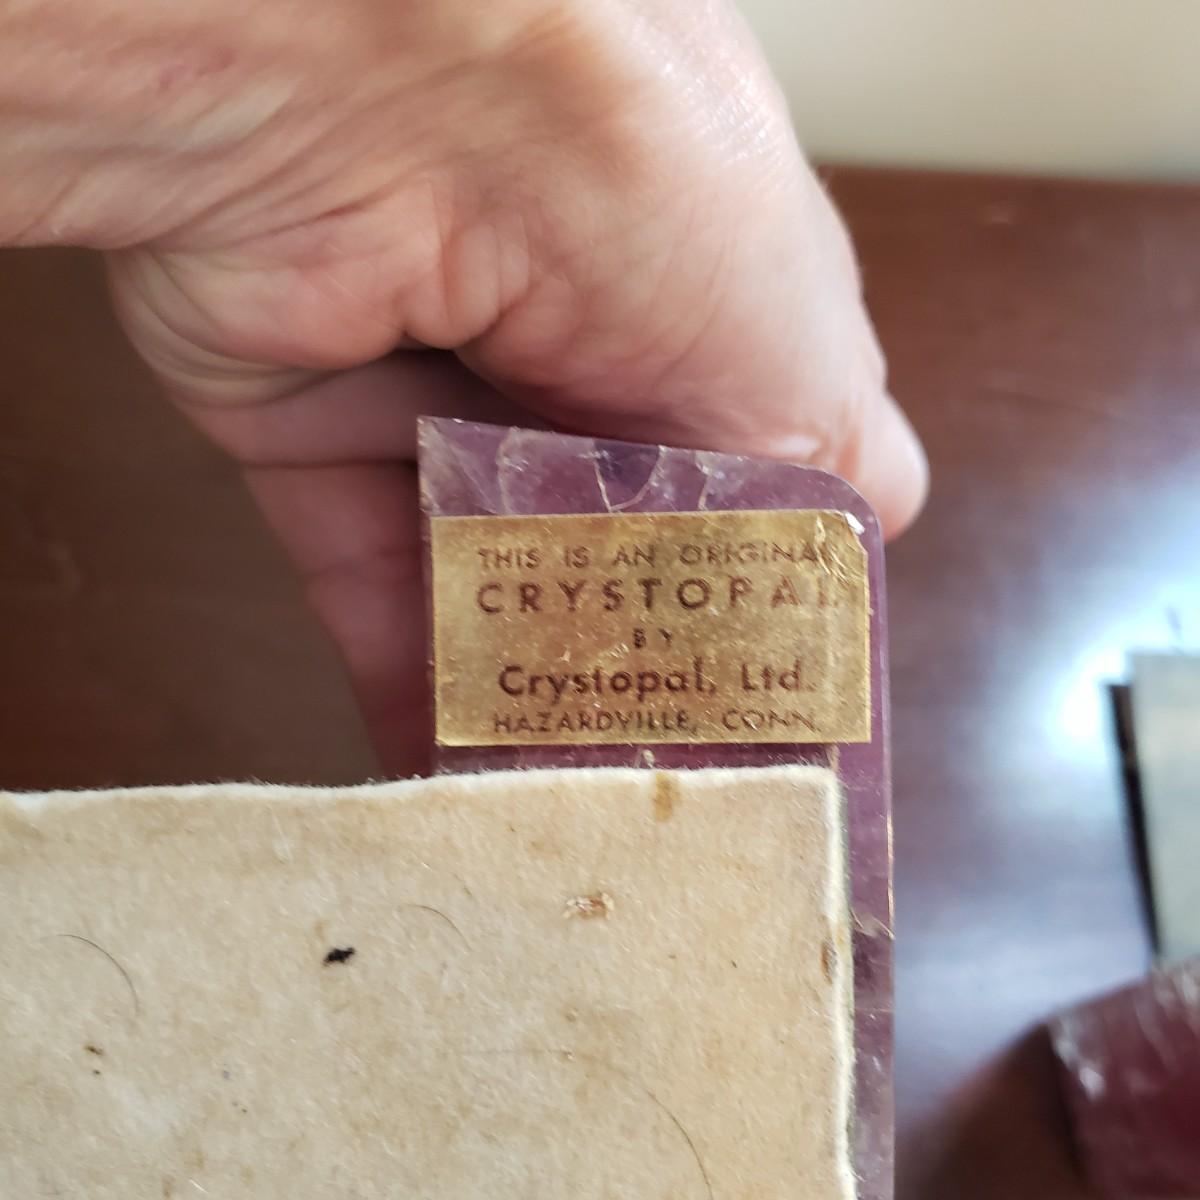 THIS IS AN ORIGINAL
CRYSTOPAL
BY
Crystopal, Ltd.
HAZARDVILLE, CONN.